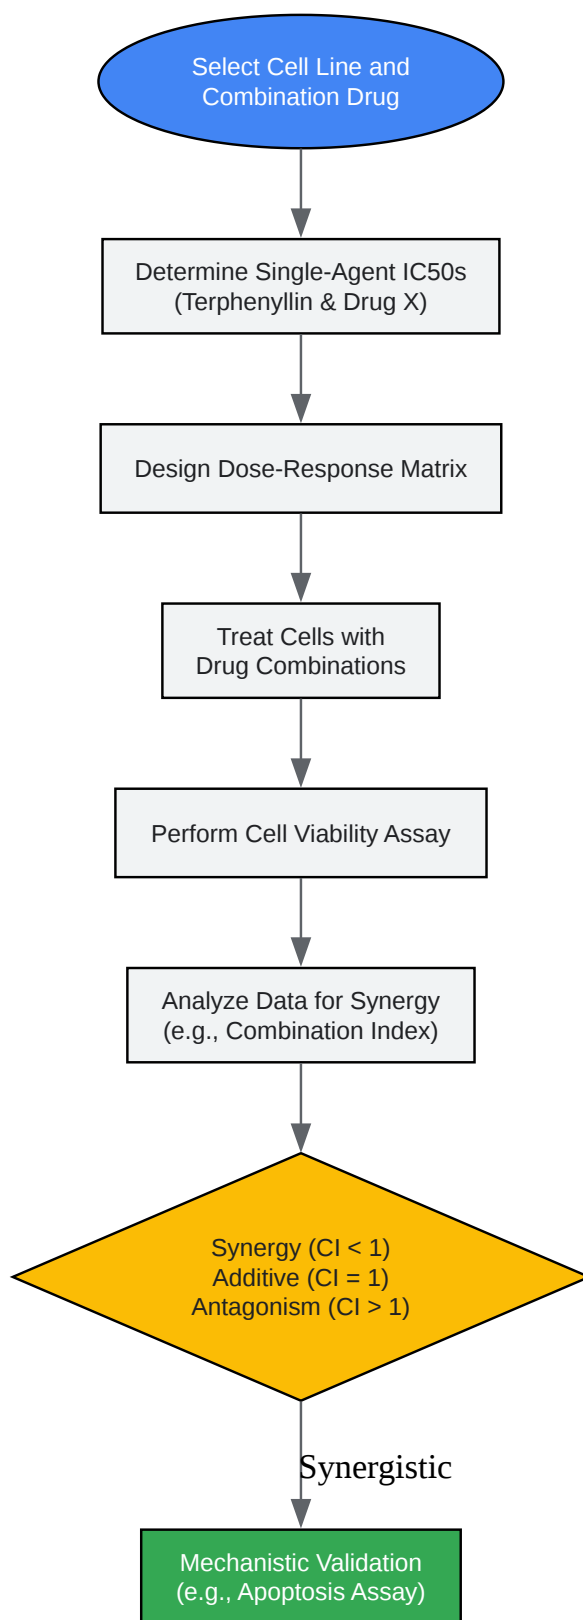 Select Cell Line and
Combination Drug
Determine Single-Agent IC50s
(Terphenyllin & Drug X)
Design Dose-Response Matrix
Treat Cells with
Drug Combinations
Perform Cell Viability Assay
Analyze Data for Synergy
(e.g., Combination Index)
Synergy (CI < 1)
Additive (CI = 1)
Antagonism (CI > 1)
Synergistic
Mechanistic Validation
(e.g., Apoptosis Assay)